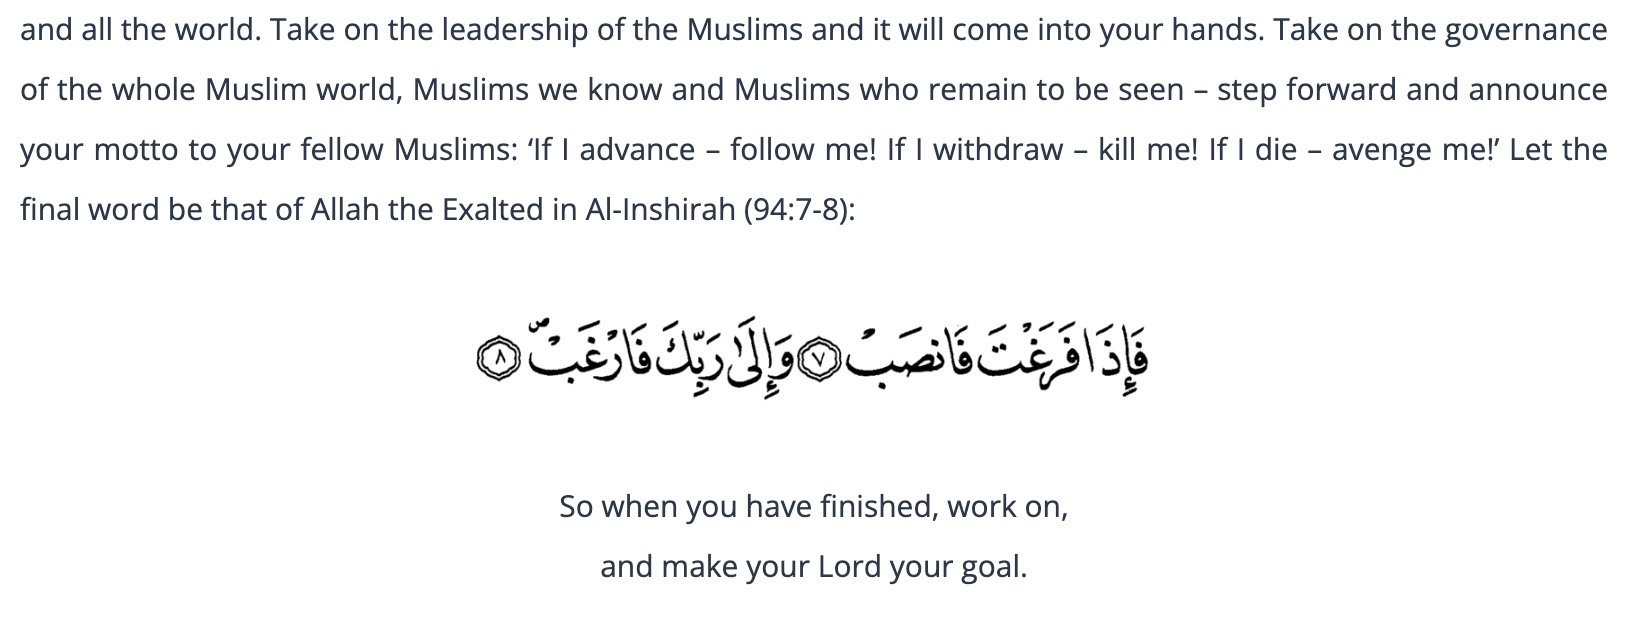 and all the world. Take on the leadership of the Muslims and it will come into your hands. Take on the governance
of the whole Muslim world, Muslims we know and Muslims who remain to be seen – step forward and announce
your motto to your fellow Muslims: ‘If I advance – follow me! If I withdraw – kill me! If I die – avenge me!’ Let the
final word be that of Allah the Exalted in Al-Inshirah (94:7-8):
فَإِذَا فَرَغْتَ فَانصَبْ ٧ وَإِلَىٰ رَبِّكَ فَارْغَبْ ۝٨
So when you have finished, work on,
and make your Lord your goal.